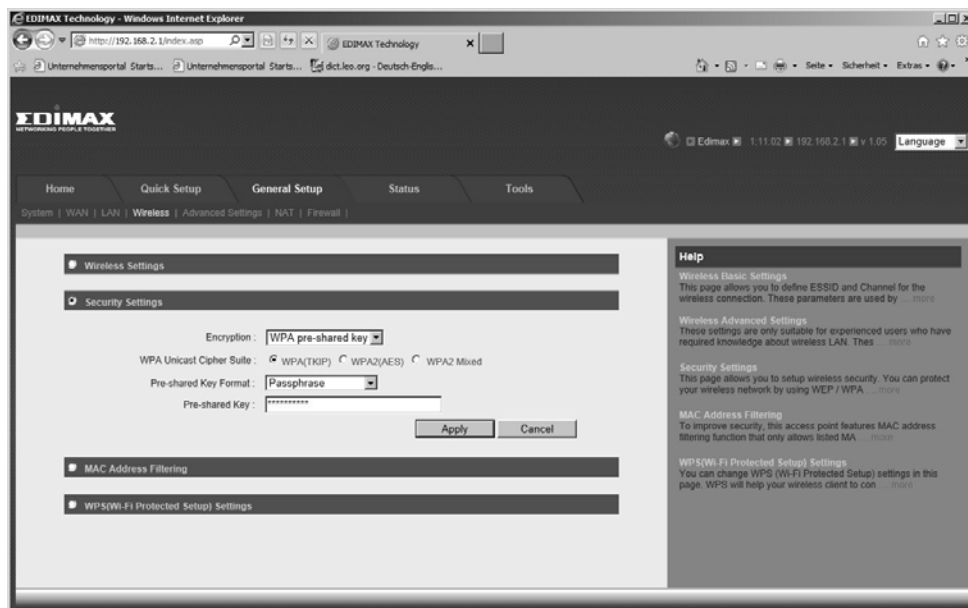 EDIMAX Technology - Windows Internet Explorer
http://192.168.2.1/index.asp
EDIMAX Technology
Unternehmensportal Starts... Unternehmensportal Starts... dict.leo.org - Deutsch-Englis...
Seite Sicherheit Extras
EDIMAX
NETWORKING PEOPLE TOGETHER
Edimax 1:11:02 192.168.2.1 v 1.05 Language
Home Quick Setup General Setup Status Tools
System | WAN | LAN | Wireless | Advanced Settings | NAT | Firewall |
Wireless Settings
Security Settings
Encryption : WPA pre-shared key
WPA Unicast Cipher Suite : WPA(TKIP) WPA2(AES) WPA2 Mixed
Pre-shared Key Format : Passphrase
Pre-shared Key : **********
Apply Cancel
MAC Address Filtering
WPS(Wi-Fi Protected Setup) Settings
Help
Wireless Basic Settings
This page allows you to define ESSID and Channel for the
wireless connection. These parameters are used by ....more
Wireless Advanced Settings
These settings are only suitable for experienced users who have
required knowledge about wireless LAN. Thes ....more
Security Settings
This page allows you to setup wireless security. You can protect
your wireless network by using WEP / WPA ....more
MAC Address Filtering
To improve security, this access point features MAC address
filtering function that only allows listed MA ....more
WPS(Wi-Fi Protected Setup) Settings
You can change WPS (Wi-Fi Protected Setup) settings in this
page. WPS will help your wireless client to con ....more